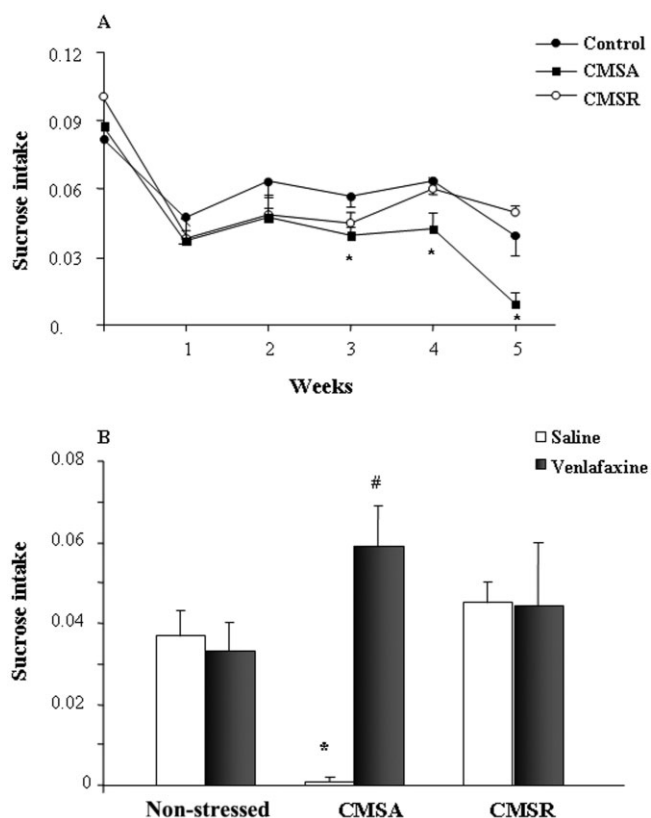 A
Control
CMSA
CMSR
0.12
0.09
0.06
0.03
0.
Sucrose intake
* * *
1 2 3 4 5
Weeks
B
Saline
Venlafaxine
0.08
0.06
0.04
0.02
0
Sucrose intake
#
*
Non-stressed CMSA CMSR